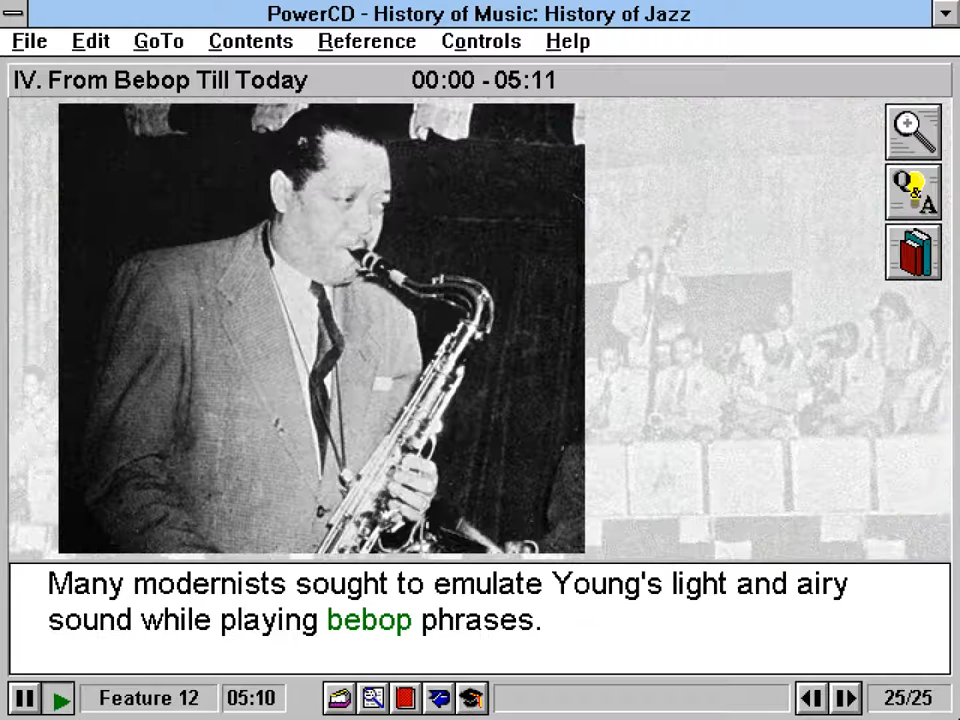 PowerCD - History of Music: History of Jazz
File Edit GoTo Contents Reference Controls Help
IV. From Bebop Till Today 00:00 - 05:11
Q
&
A
Many modernists sought to emulate Young's light and airy
sound while playing bebop phrases.
Feature 12 05:10 25/25